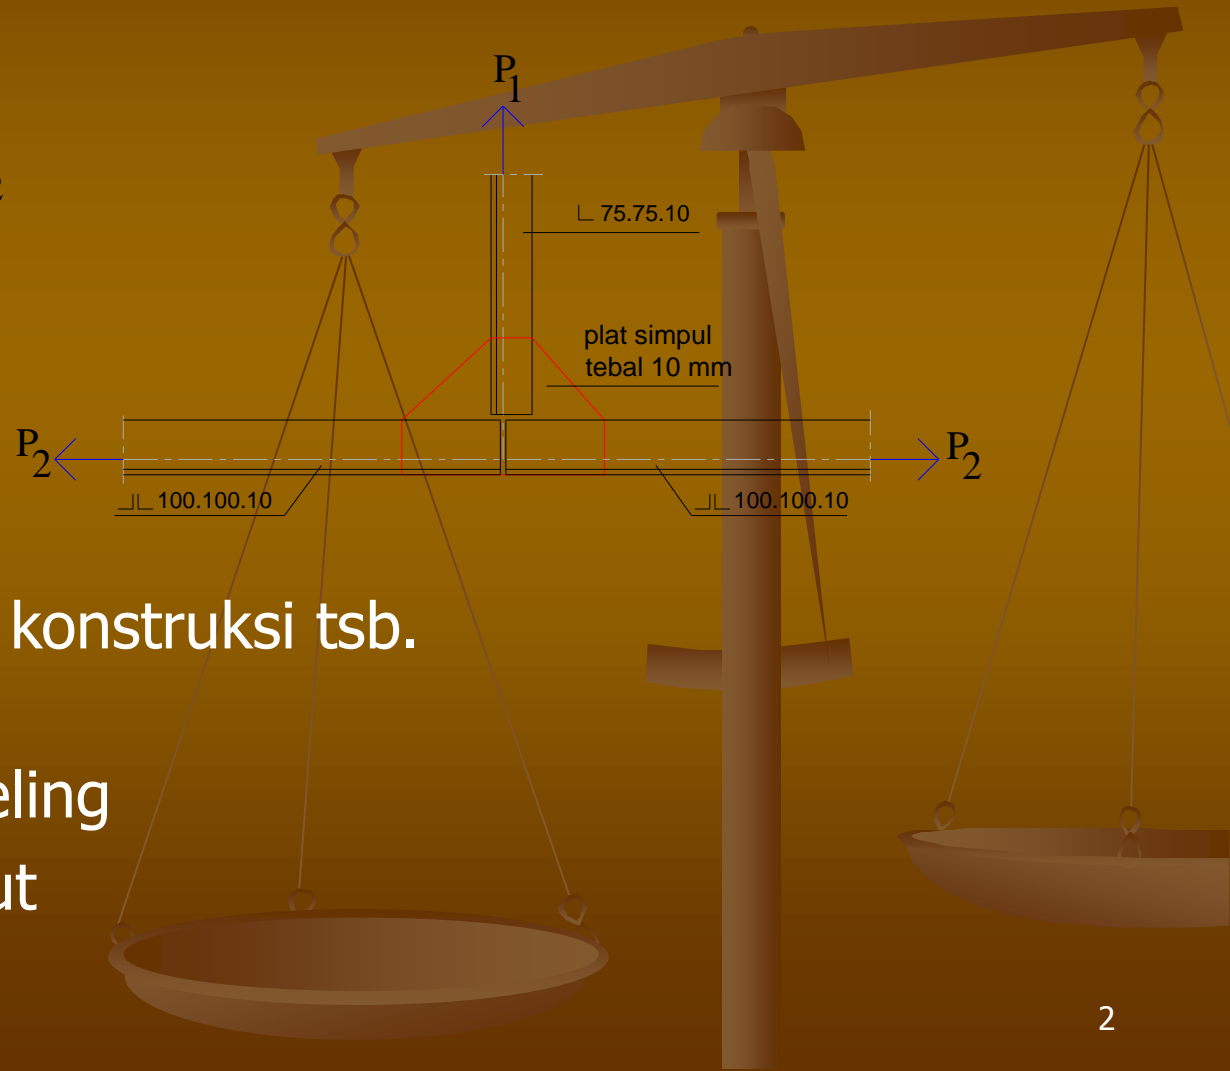 P1
∟ 75.75.10
plat simpul
tebal 10 mm
P2
P2
⅃∟ 100.100.10
⅃∟ 100.100.10
konstruksi tsb.
eling
ut
2